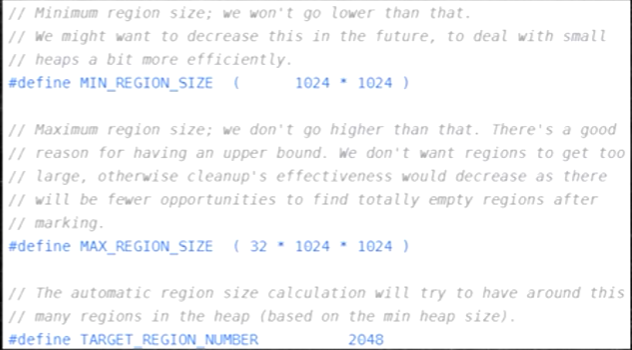 // Minimum region size; we won't go lower than that.
// We might want to decrease this in the future, to deal with small
// heaps a bit more efficiently.
#define MIN_REGION_SIZE  (      1024 * 1024 )
// Maximum region size; we don't go higher than that. There's a good
// reason for having an upper bound. We don't want regions to get too
// large, otherwise cleanup's effectiveness would decrease as there
// will be fewer opportunities to find totally empty regions after
// marking.
#define MAX_REGION_SIZE  ( 32 * 1024 * 1024 )
// The automatic region size calculation will try to have around this
// many regions in the heap (based on the min heap size).
#define TARGET_REGION_NUMBER          2048